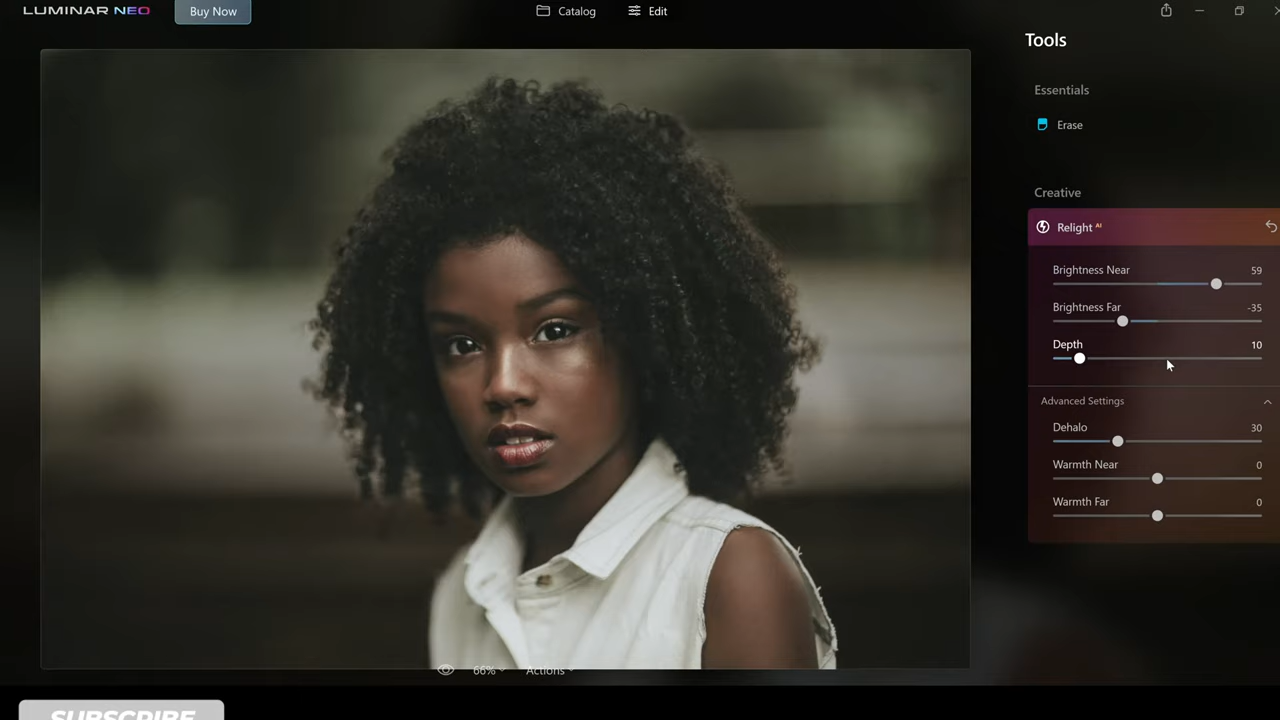 LUMINAR NEO
Buy Now
Catalog
Edit
Tools
Essentials
Erase
Creative
Relight AI
Brightness Near 59
Brightness Far -35
Depth 10
Advanced Settings
Dehalo 30
Warmth Near 0
Warmth Far 0
66%
Actions
SUBSCRIBE